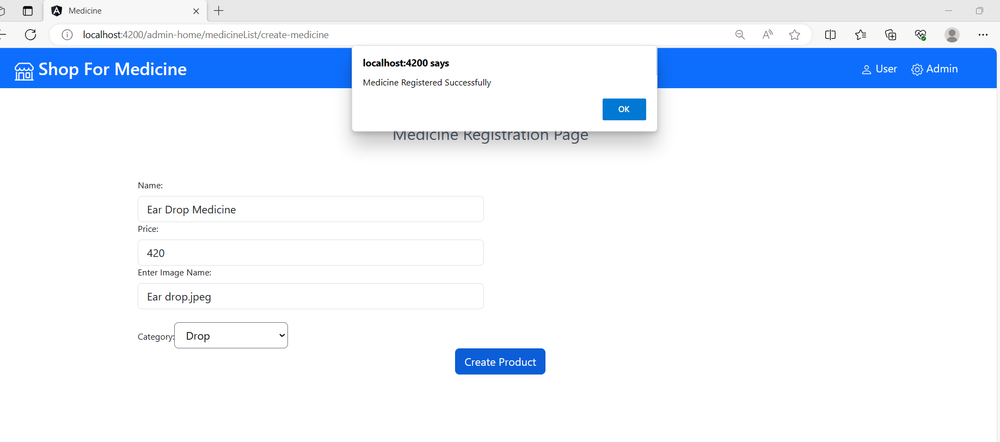 Medicine
localhost:4200/admin-home/medicineList/create-medicine
Shop For Medicine
User
Admin
localhost:4200 says
Medicine Registered Successfully
OK
Medicine Registration Page
Name:
Ear Drop Medicine
Price:
420
Enter Image Name:
Ear drop.jpeg
Category:
Drop
Create Product